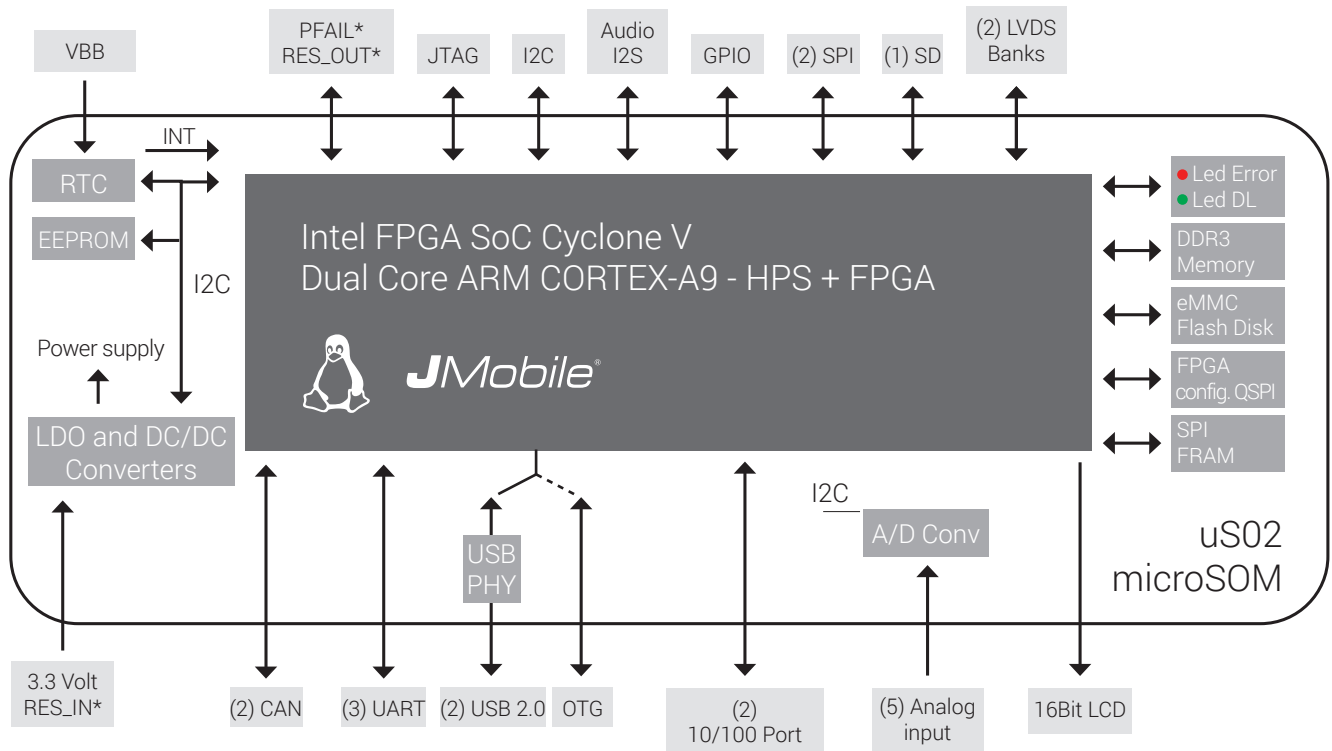 VBB
PFAIL*
RES_OUT*
JTAG
I2C
Audio
I2S
GPIO
(2) SPI
(1) SD
(2) LVDS
Banks
INT
RTC
EEPROM
I2C
Power supply
LDO and DC/DC
Converters
Intel FPGA SoC Cyclone V
Dual Core ARM CORTEX-A9 - HPS + FPGA
JMobile®
Led Error
Led DL
DDR3
Memory
eMMC
Flash Disk
FPGA
config. QSPI
SPI
FRAM
I2C
A/D Conv
USB
PHY
uS02
microSOM
3.3 Volt
RES_IN*
(2) CAN
(3) UART
(2) USB 2.0
OTG
(2)
10/100 Port
(5) Analog
input
16Bit LCD